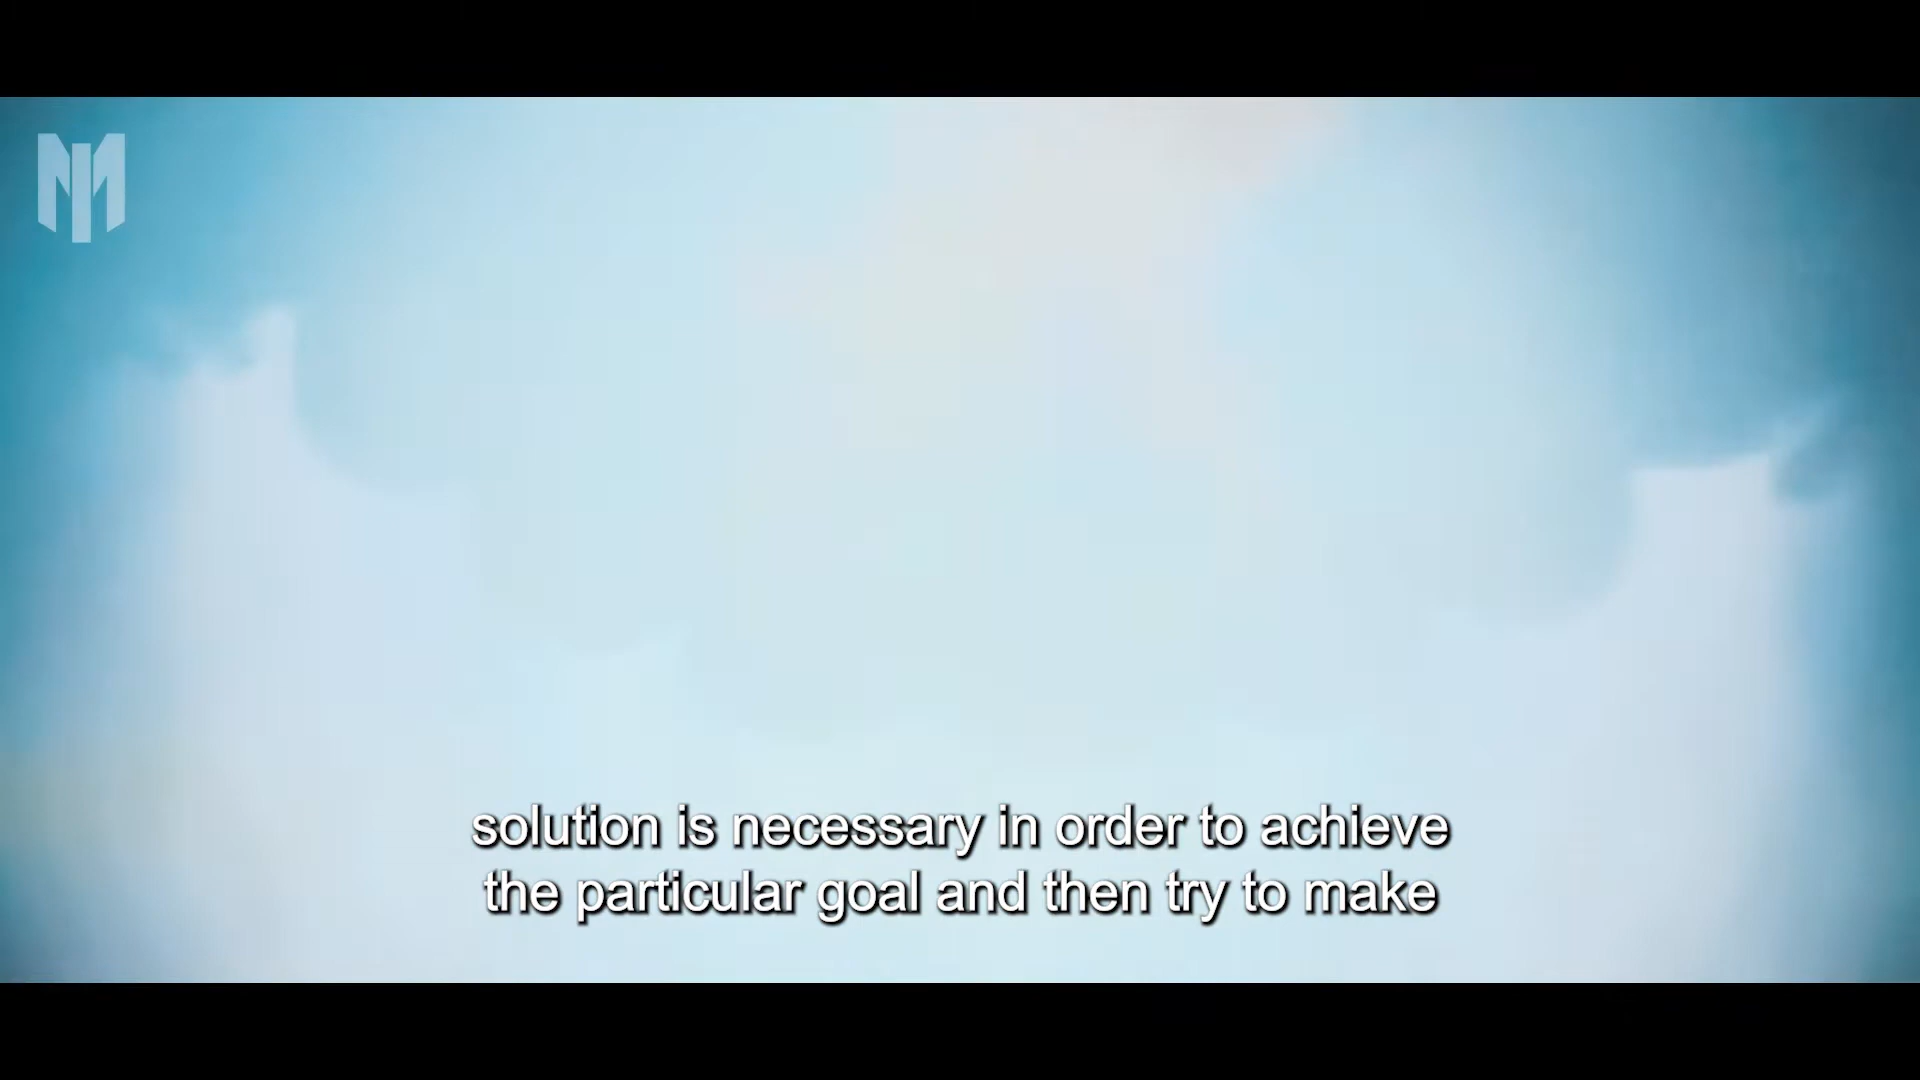 solution is necessary in order to achieve
the particular goal and then try to make